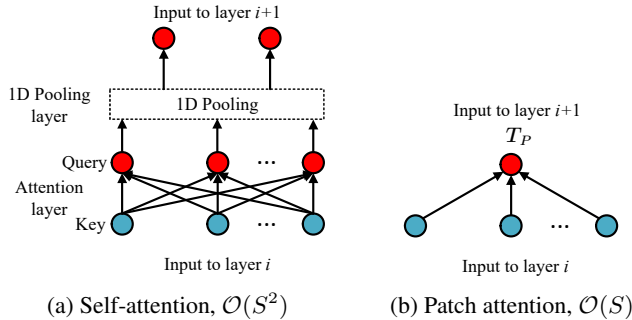 Input to layer i+1
1D Pooling
layer
1D Pooling
Query
...
Attention
layer
Key
...
Input to layer i
(a) Self-attention, O(S²)
Input to layer i+1
T_P
...
Input to layer i
(b) Patch attention, O(S)